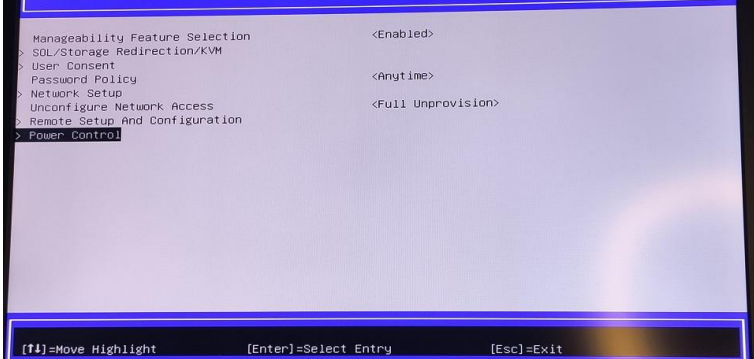 Manageability Feature Selection <Enabled>
> SOL/Storage Redirection/KVM
> User Consent
Password Policy <Anytime>
> Network Setup
Unconfigure Network Access <Full Unprovision>
> Remote Setup And Configuration
> Power Control
[↑↓]=Move Highlight [Enter]=Select Entry [Esc]=Exit